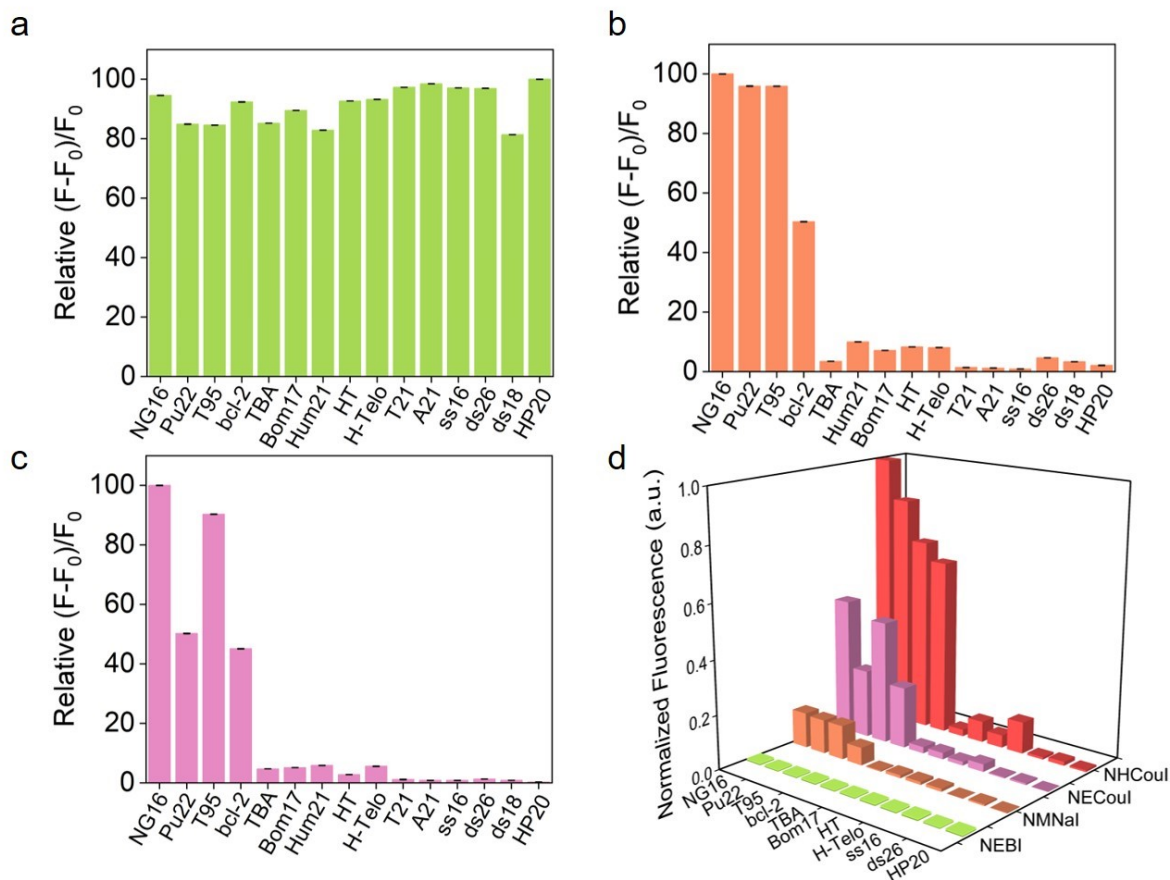 a
Relative (F-F0)/F0
100
80
60
40
20
0
NG16
Pu22
T95
bcl-2
TBA
Bom17
Hum21
HT
H-Telo
T21
A21
ss16
ds26
ds18
HP20
b
Relative (F-F0)/F0
100
80
60
40
20
0
NG16
Pu22
T95
bcl-2
TBA
Hum21
Bom17
HT
H-Telo
T21
A21
ss16
ds26
ds18
HP20
c
Relative (F-F0)/F0
100
80
60
40
20
0
NG16
Pu22
T95
bcl-2
TBA
Bom17
Hum21
HT
H-Telo
T21
A21
ss16
ds26
ds18
HP20
d
Normalized Fluorescence (a.u.)
1.0
0.8
0.6
0.4
0.2
0.0
NG16
Pu22
T95
bcl-2
TBA
Bom17
HT
H-Telo
ss16
ds26
HP20
NHCouI
NECouI
NMNaI
NEBI